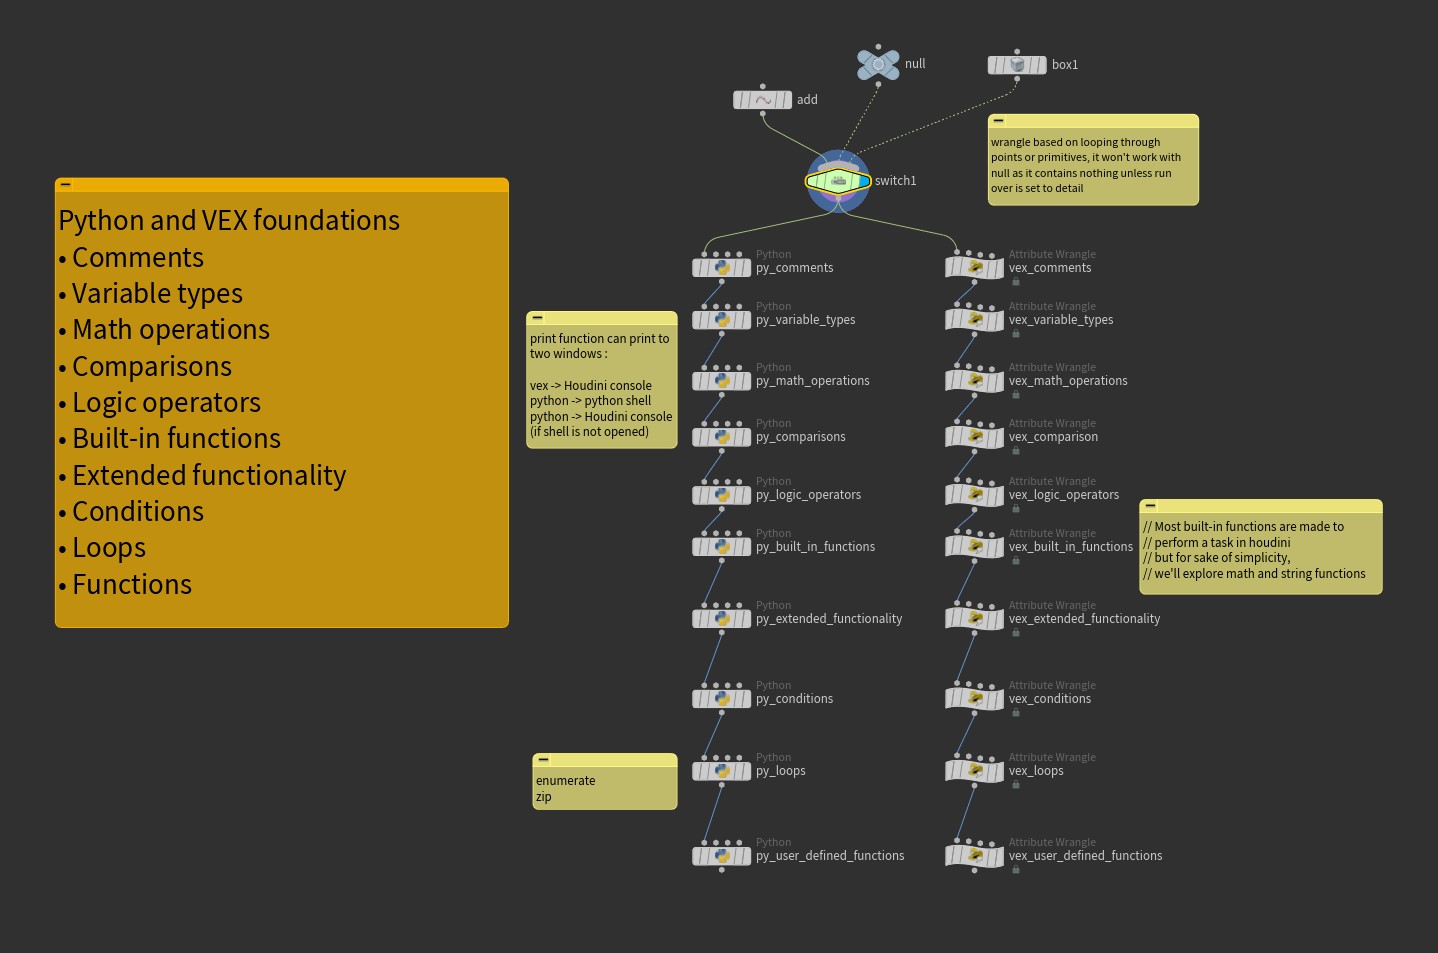 null
box1
add
wrangle based on looping through
points or primitives, it won't work with
null as it contains nothing unless run
over is set to detail
switch1
Python and VEX foundations
• Comments
• Variable types
• Math operations
• Comparisons
• Logic operators
• Built-in functions
• Extended functionality
• Conditions
• Loops
• Functions
print function can print to
two windows :
vex -> Houdini console
python -> python shell
python -> Houdini console
(if shell is not opened)
enumerate
zip
Python
py_comments
Python
py_variable_types
Python
py_math_operations
Python
py_comparisons
Python
py_logic_operators
Python
py_built_in_functions
Python
py_extended_functionality
Python
py_conditions
Python
py_loops
Python
py_user_defined_functions
Attribute Wrangle
vex_comments
Attribute Wrangle
vex_variable_types
Attribute Wrangle
vex_math_operations
Attribute Wrangle
vex_comparison
Attribute Wrangle
vex_logic_operators
Attribute Wrangle
vex_built_in_functions
Attribute Wrangle
vex_extended_functionality
Attribute Wrangle
vex_conditions
Attribute Wrangle
vex_loops
Attribute Wrangle
vex_user_defined_functions
// Most built-in functions are made to
// perform a task in houdini
// but for sake of simplicity,
// we'll explore math and string functions